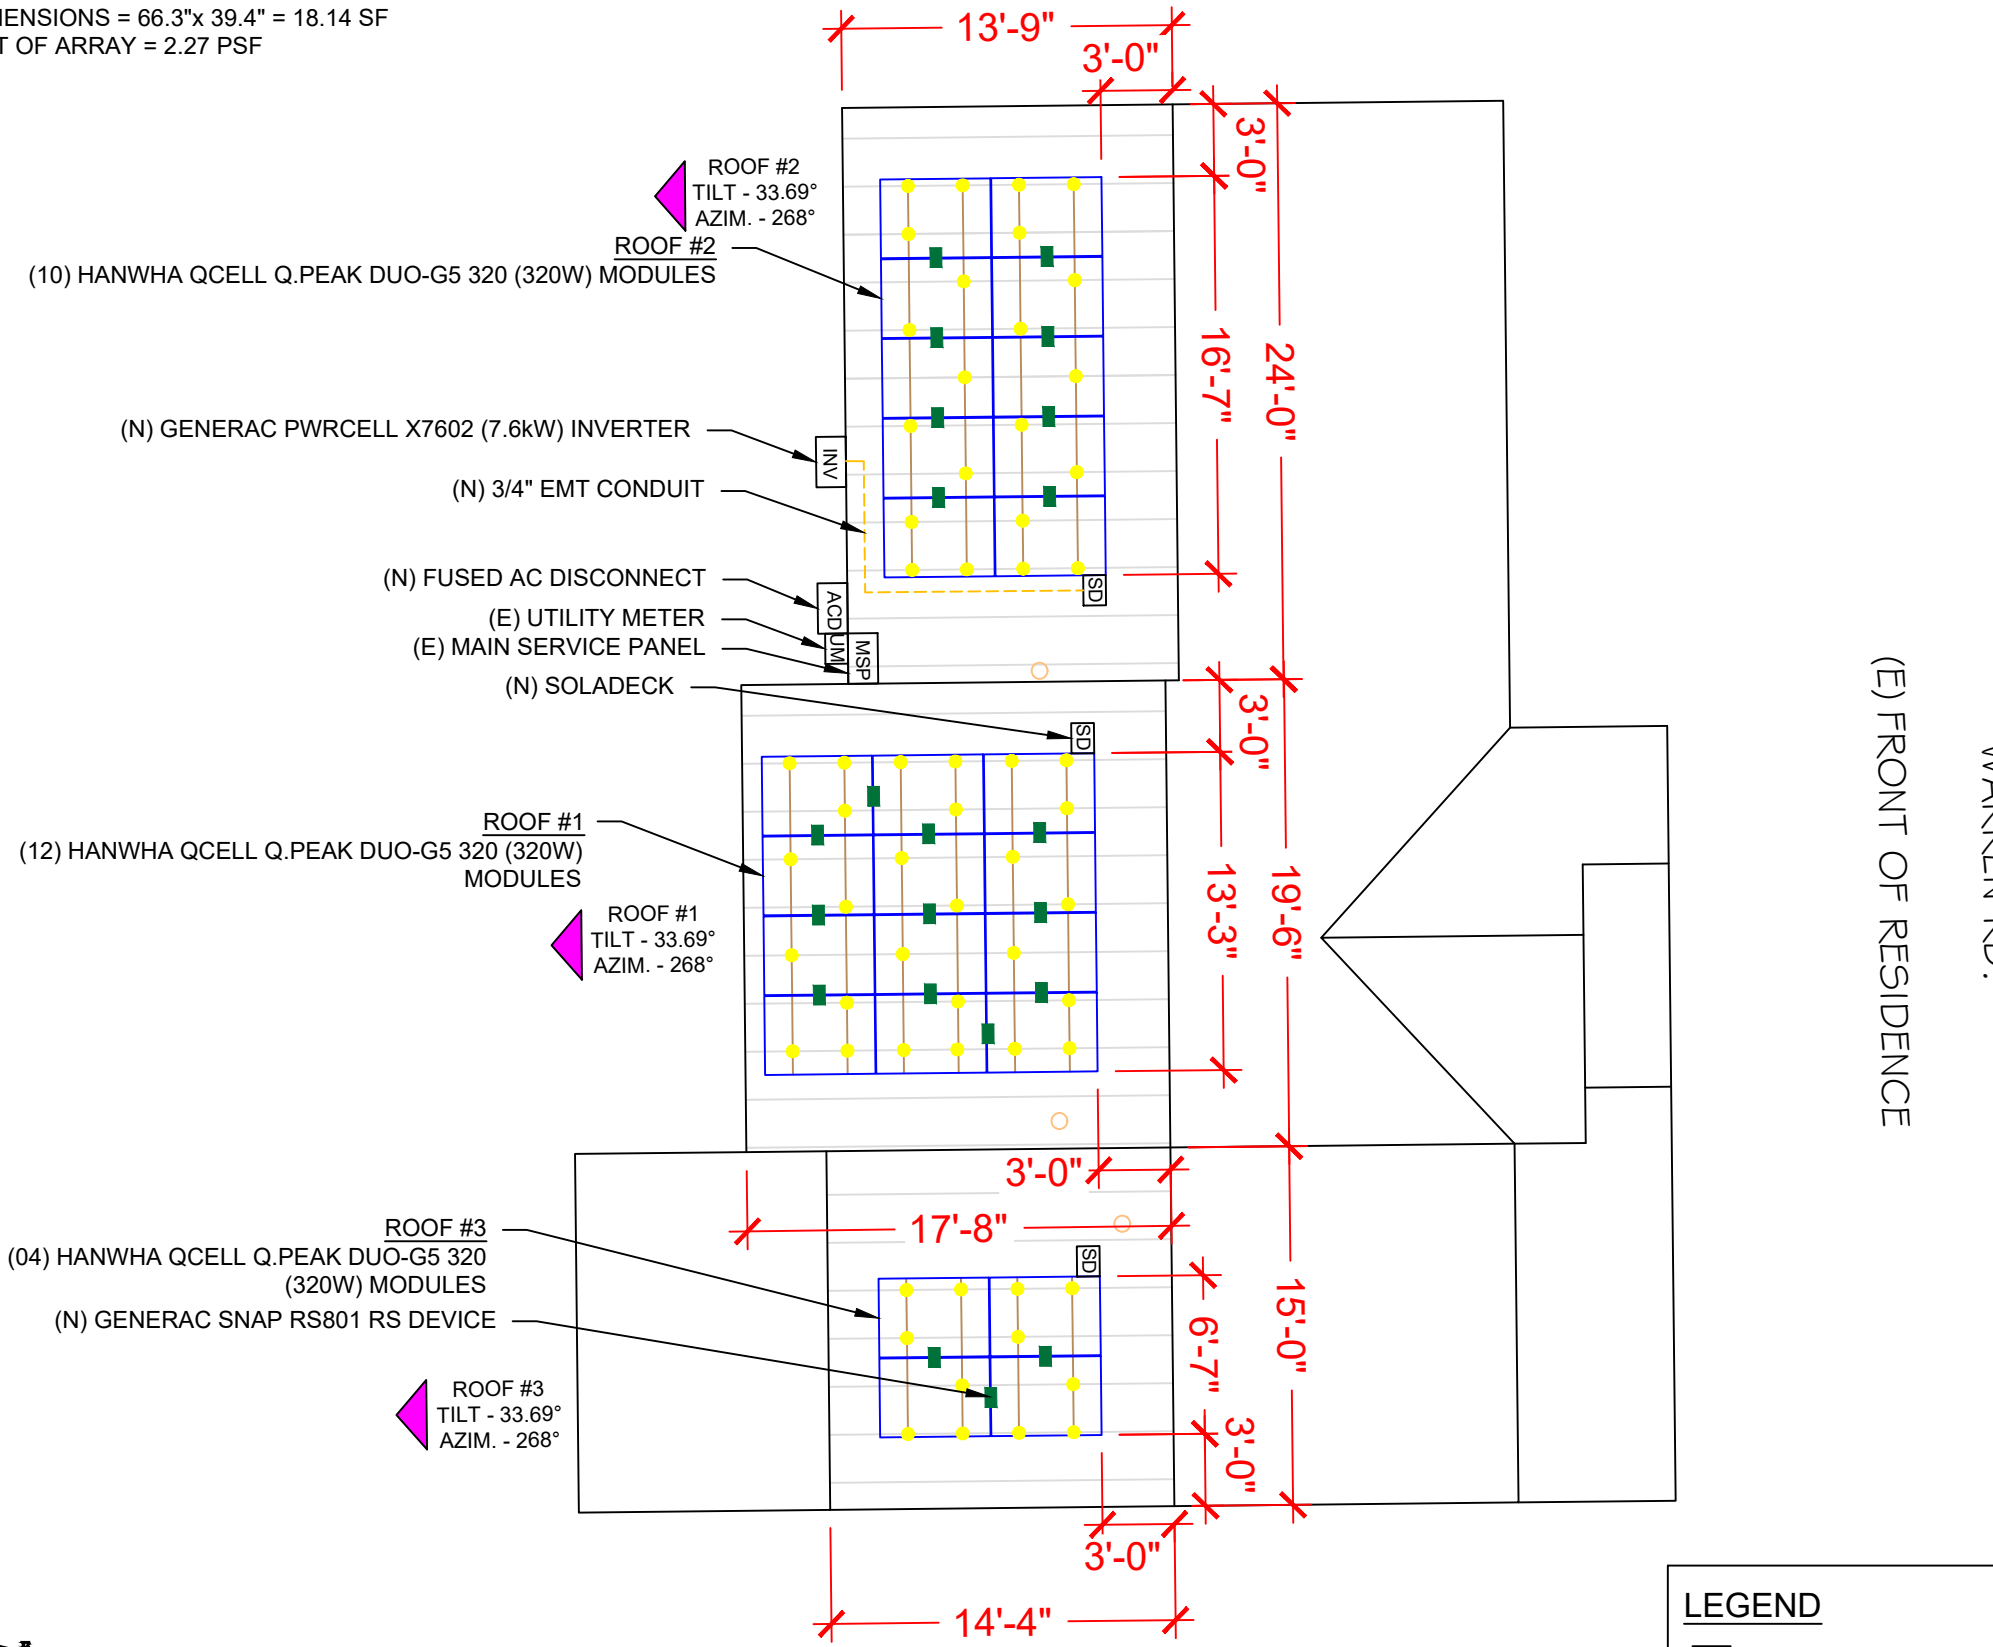 = 66.3"x 39.4" = 18.14 SF
OF ARRAY = 2.27 PSF
13'-9"
3'-0"
ROOF #2
TILT - 33.69°
AZIM. - 268°
3'-0"
ROOF #2
(10) HANWHA QCELL Q.PEAK DUO-G5 320 (320W) MODULES
16'-7"
24'-0"
(N) GENERAC PWRCELL X7602 (7.6kW) INVERTER
INV
(N) 3/4" EMT CONDUIT
(N) FUSED AC DISCONNECT
ACD
SD
(E) UTILITY METER
UM
(E) MAIN SERVICE PANEL
MSP
(N) SOLADECK
SD
3'-0"
(E) FRONT OF RESIDENCE
ROOF #1
(12) HANWHA QCELL Q.PEAK DUO-G5 320 (320W)
MODULES
13'-3"
19'-6"
ROOF #1
TILT - 33.69°
AZIM. - 268°
3'-0"
17'-8"
ROOF #3
(04) HANWHA QCELL Q.PEAK DUO-G5 320
(320W) MODULES
SD
(N) GENERAC SNAP RS801 RS DEVICE
6'-7"
15'-0"
ROOF #3
TILT - 33.69°
AZIM. - 268°
3'-0"
3'-0"
14'-4"
LEGEND